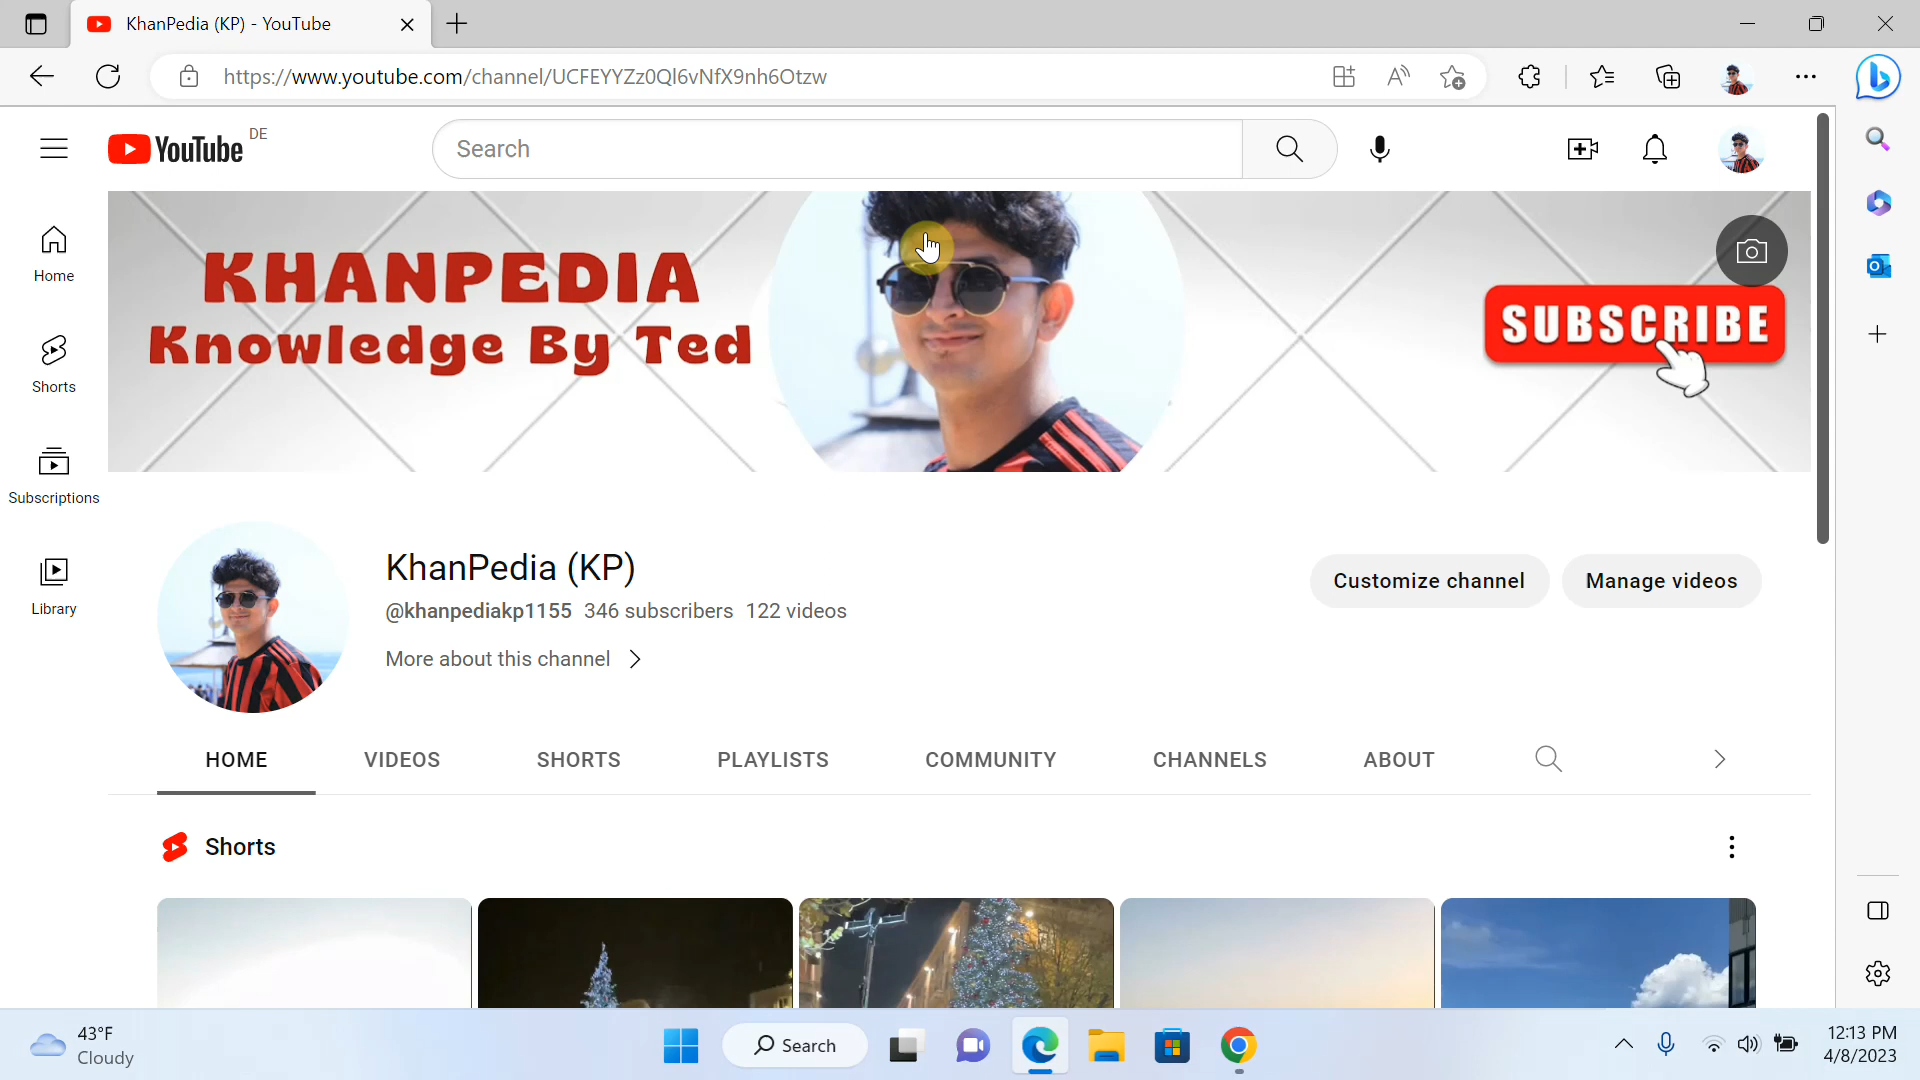 KhanPedia (KP) - YouTube
https://www.youtube.com/channel/UCFEYYZz0Ql6vNfX9nh6Otzw
YouTube DE
Search
Home
Shorts
Subscriptions
Library
KHANPEDIA
Knowledge By Ted
SUBSCRIBE
KhanPedia (KP)
@khanpediakp1155 346 subscribers 122 videos
More about this channel
Customize channel
Manage videos
HOME VIDEOS SHORTS PLAYLISTS COMMUNITY CHANNELS ABOUT
Shorts
43°F
Cloudy
Search
12:13 PM
4/8/2023